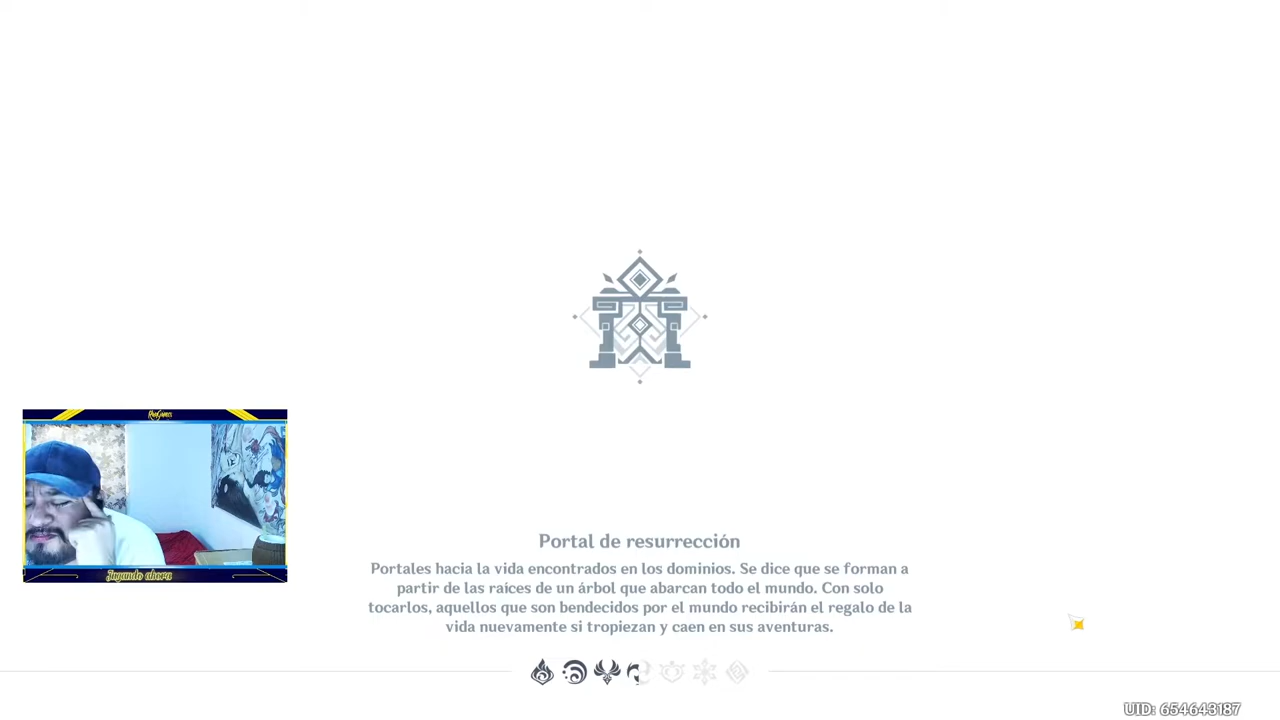 Portal de resurrección
Portales hacia la vida encontrados en los dominios. Se dice que se forman a
partir de las raíces de un árbol que abarcan todo el mundo. Con solo
tocarlos, aquellos que son bendecidos por el mundo recibirán el regalo de la
vida nuevamente si tropiezan y caen en sus aventuras.
Jugando ahora
UID: 654643187